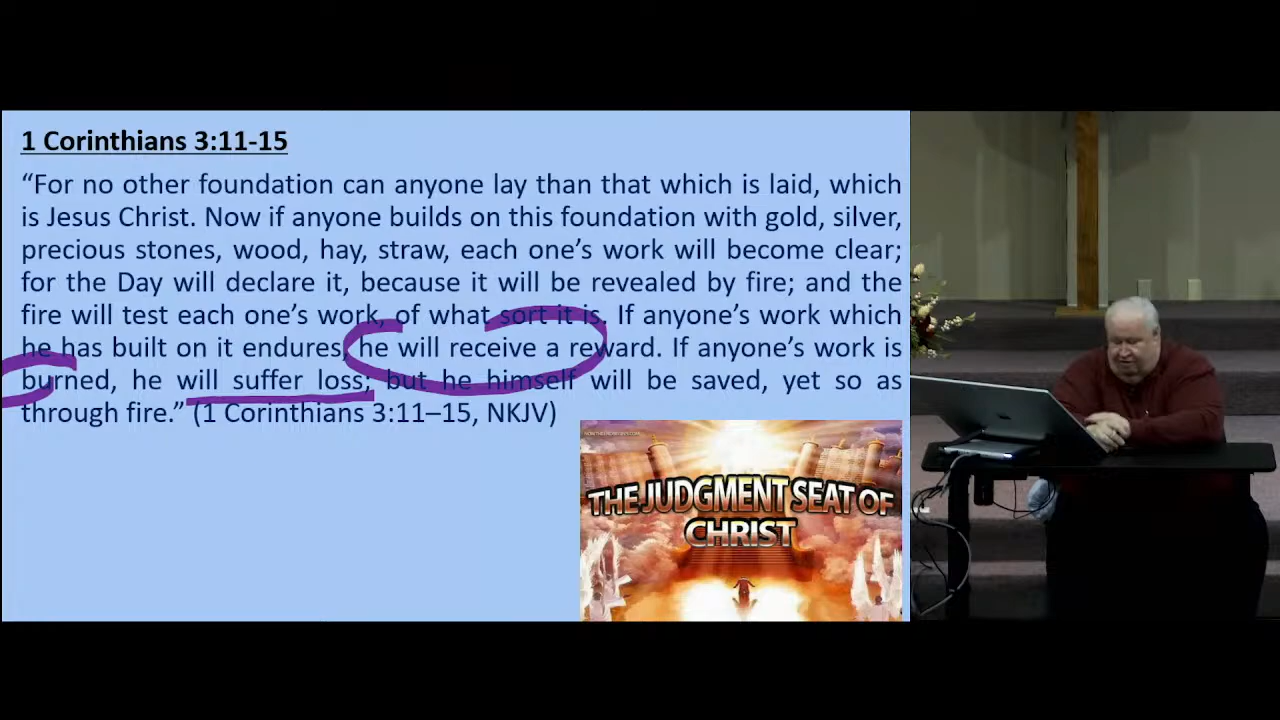 1 Corinthians 3:11-15
“For no other foundation can anyone lay than that which is laid, which
is Jesus Christ. Now if anyone builds on this foundation with gold, silver,
precious stones, wood, hay, straw, each one’s work will become clear;
for the Day will declare it, because it will be revealed by fire; and the
fire will test each one’s work, of what sort it is. If anyone’s work which
he has built on it endures, he will receive a reward. If anyone’s work is
burned, he will suffer loss; but he himself will be saved, yet so as
through fire.” (1 Corinthians 3:11–15, NKJV)
THE JUDGMENT SEAT OF
CHRIST